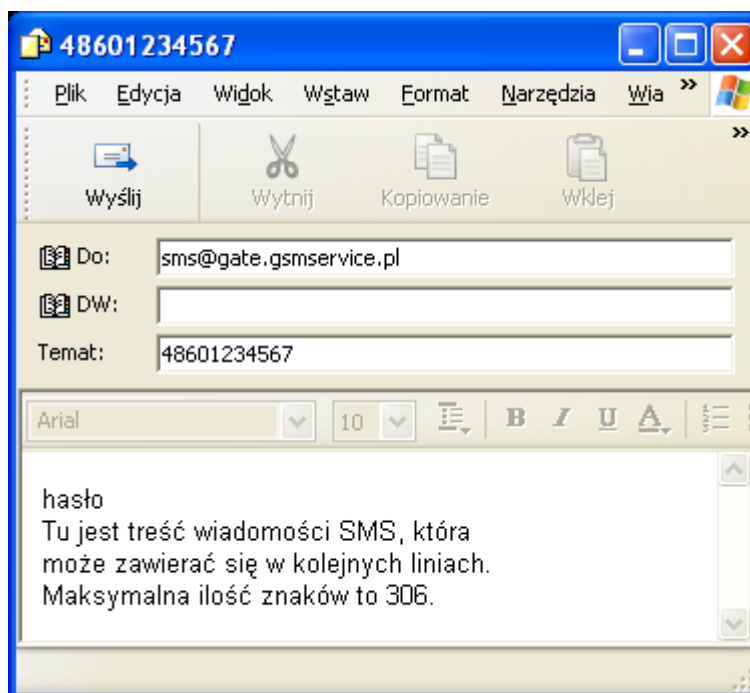 48601234567
Plik Edycja Widok Wstaw Format Narzędzia Wia »
Wyślij Wytnij Kopiowanie Wklej »
Do: sms@gate.gsmservice.pl
DW:
Temat: 48601234567
Arial 10 B I U A
hasło
Tu jest treść wiadomości SMS, która
może zawierać się w kolejnych liniach.
Maksymalna ilość znaków to 306.